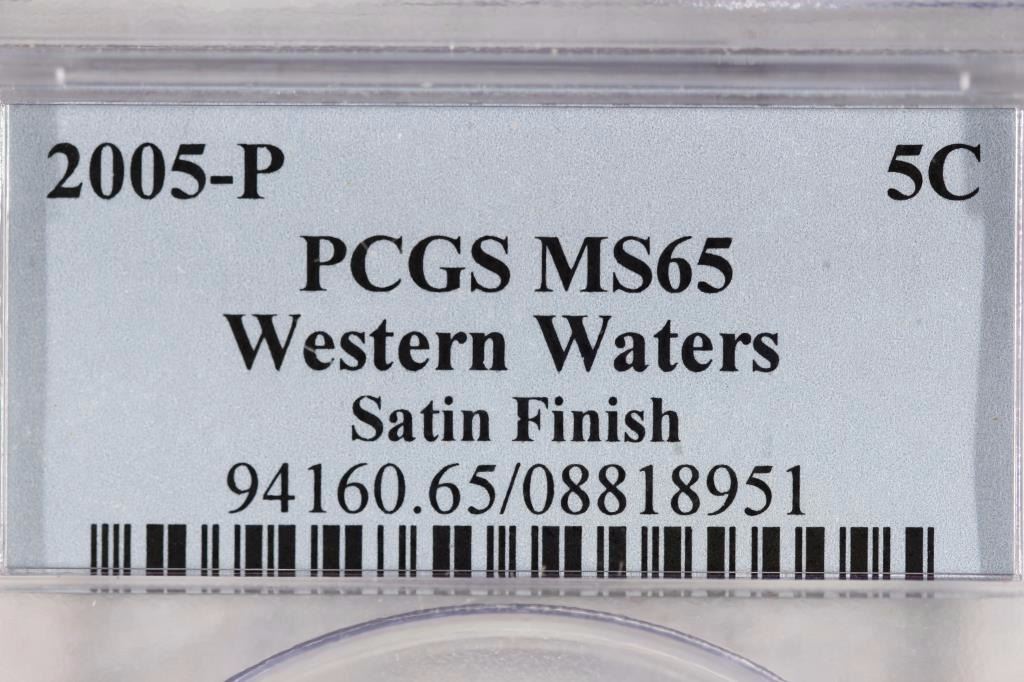 2005-P 5C
PCGS MS65
Western Waters
Satin Finish
94160.65/08818951